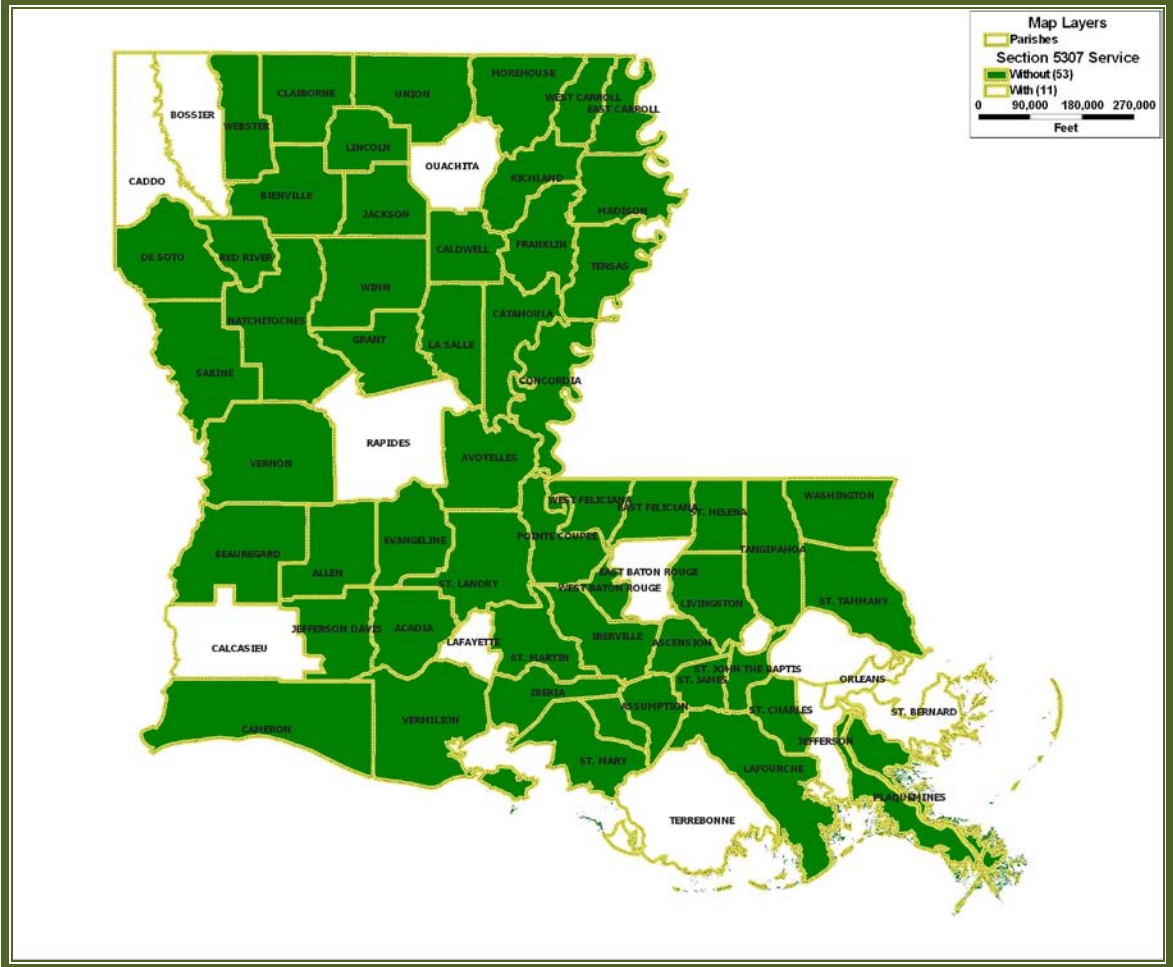 Map Layers
Parishes
Section 5307 Service
Without (53)
With (11)
0 90,000 180,000 270,000
Feet
MOREHOUSE
CLAIBORNE
UNION
WEST CARROLL
EAST CARROLL
BOSSIER
WEBSTER
LINCOLN
OUACHITA
CADDO
RICHLAND
BIENVILLE
JACKSON
MADISON
DE SOTO
RED RIVER
CALDWELL
FRANKLIN
TENSAS
WINN
NATCHITOCHES
CATAHOULA
GRANT
LA SALLE
SABINE
CONCORDIA
RAPIDES
VERNON
AVOYELLES
WEST FELICIANA
EAST FELICIANA
ST. HELENA
WASHINGTON
POINTE COUPEE
EVANGELINE
BEAUREGARD
TANGIPAHOA
ALLEN
EAST BATON ROUGE
ST. LANDRY
WEST BATON ROUGE
LIVINGSTON
ST. TAMMANY
JEFFERSON DAVIS
ACADIA
LAFAYETTE
IBERVILLE
ASCENSION
CALCASIEU
ST. MARTIN
ST. JOHN THE BAPTIS
ST. JAMES
ORLEANS
IBERIA
ASSUMPTION
ST. CHARLES
ST. BERNARD
VERMILION
CAMERON
JEFFERSON
ST. MARY
LAFOURCHE
PLAQUEMINES
TERREBONNE